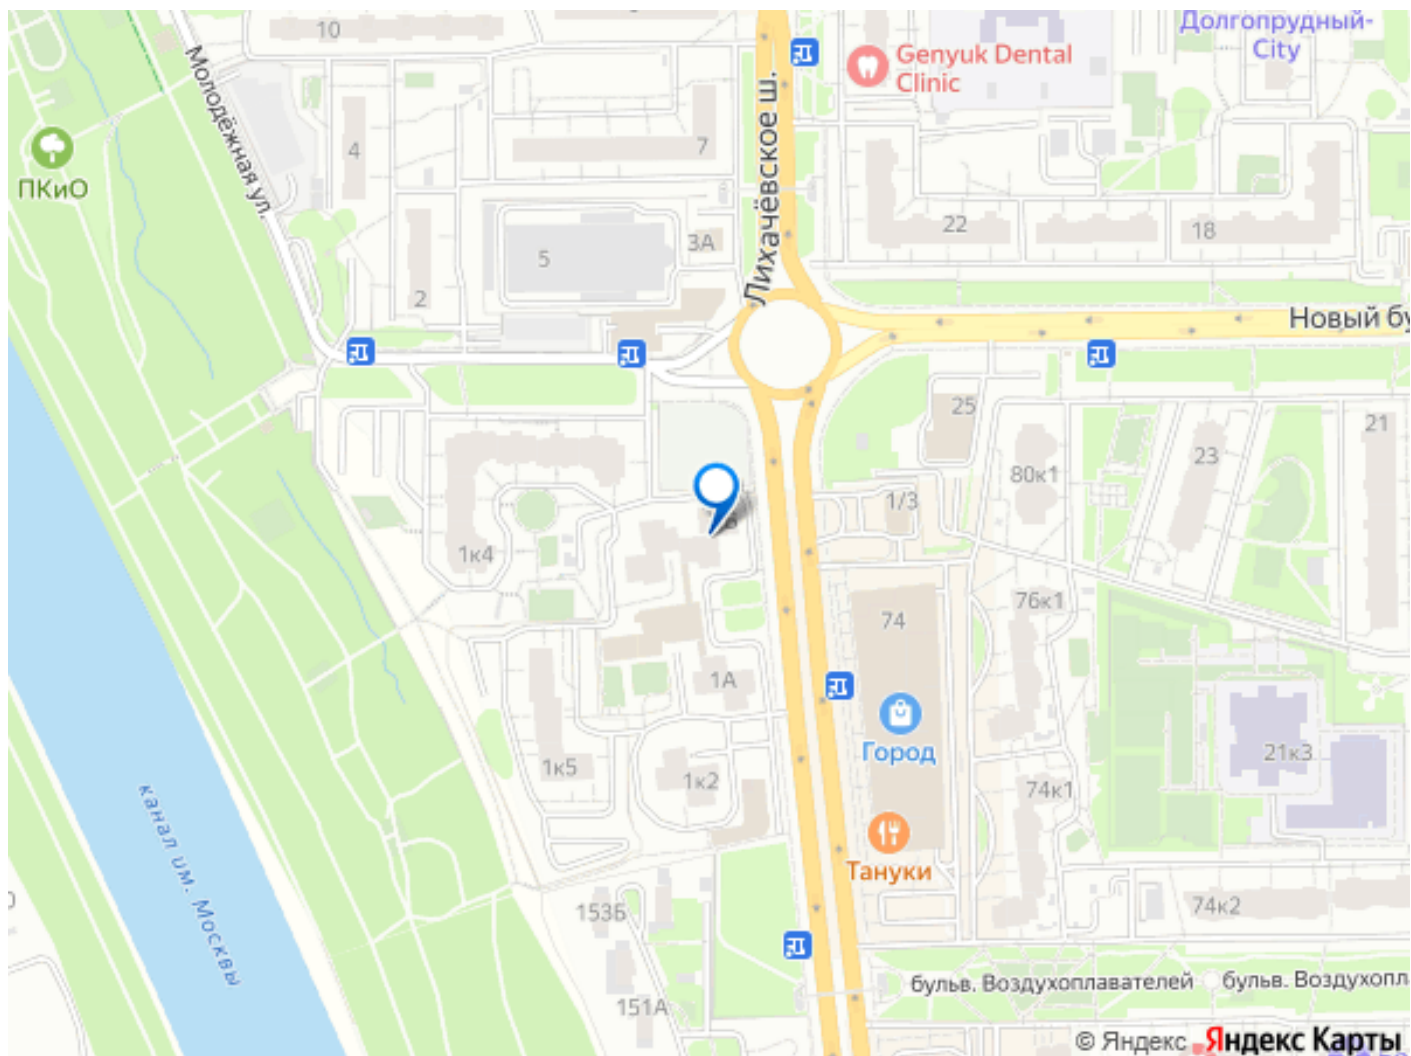 10
Долгопрудный-
City
Genyuk Dental
Clinic
Молодёжная ул.
4
7
ПКиО
Лихачёвское ш.
22
18
3А
5
2
Новый бу
25
21
23
80к1
1/3
1к4
76к1
74
1А
Город
21к3
1к5
1к2
74к1
канал им. Москвы
Тануки
153Б
74к2
бульв. Воздухоплавателей
бульв. Воздухопл
151А
© Яндекс
Яндекс Карты